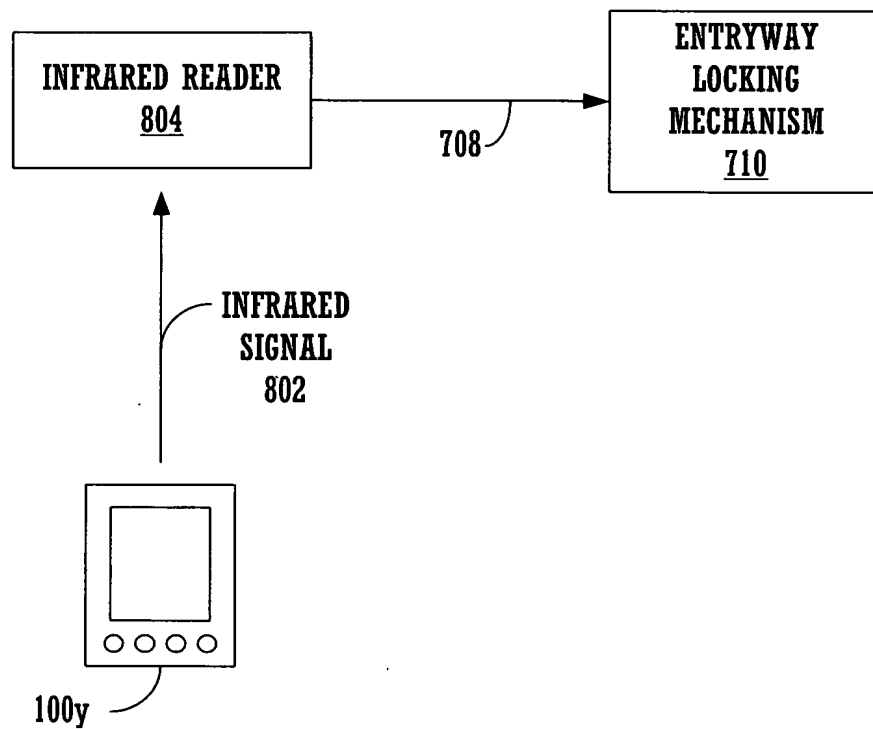 INFRARED READER
804
ENTRYWAY
LOCKING
MECHANISM
710
708
INFRARED
SIGNAL
802
100y